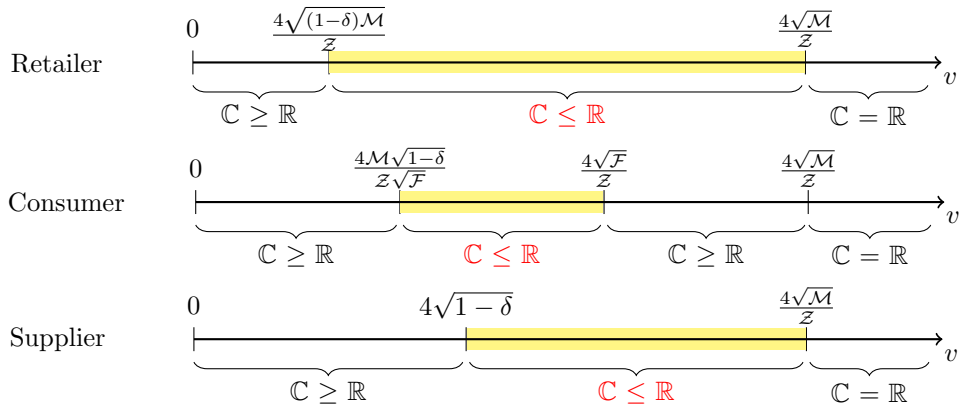 0 4√(1−δ)ℳ/𝒵 4√ℳ/𝒵
Retailer v
ℂ ≥ ℝ ℂ ≤ ℝ ℂ = ℝ
0 4ℳ√1−δ/𝒵√ℱ 4√ℱ/𝒵 4√ℳ/𝒵
Consumer v
ℂ ≥ ℝ ℂ ≤ ℝ ℂ ≥ ℝ ℂ = ℝ
0 4√1 − δ 4√ℳ/𝒵
Supplier v
ℂ ≥ ℝ ℂ ≤ ℝ ℂ = ℝ